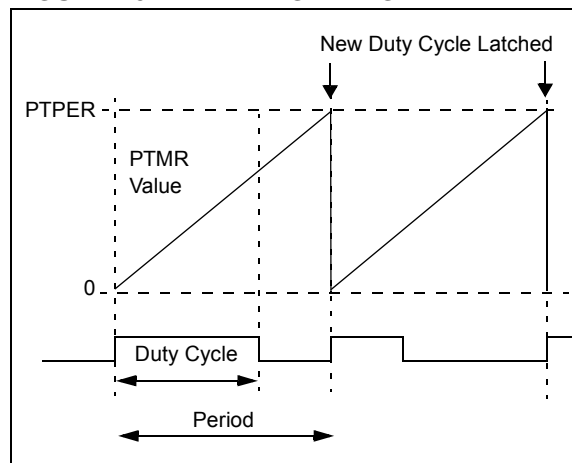 New Duty Cycle Latched
PTPER
PTMR
Value
0
Duty Cycle
Period